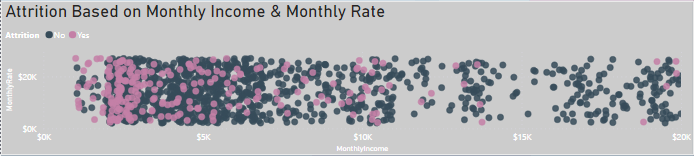 Attrition Based on Monthly Income & Monthly Rate
Attrition No Yes
MonthlyRate
$20K
$0K
$0K $5K $10K $15K $20K
MonthlyIncome